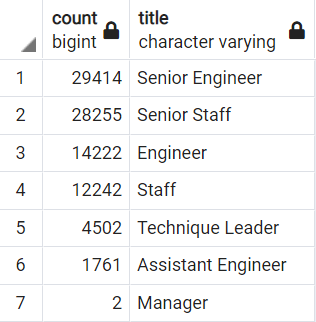 count title
bigint character varying
1 29414 Senior Engineer
2 28255 Senior Staff
3 14222 Engineer
4 12242 Staff
5 4502 Technique Leader
6 1761 Assistant Engineer
7 2 Manager